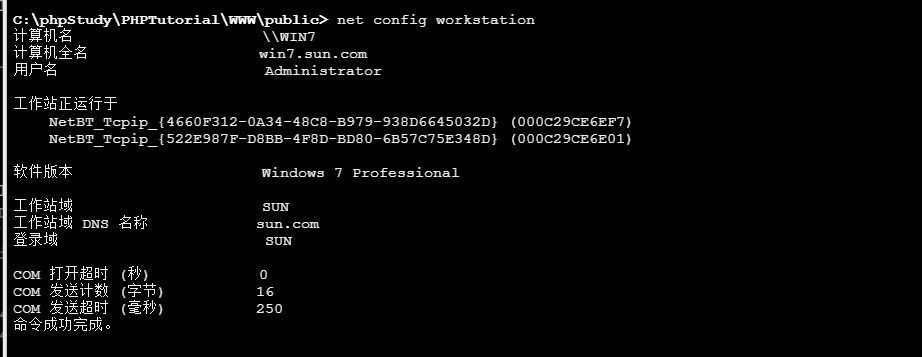 C:\phpStudy\PHPTutorial\WWW\public> net config workstation
计算机名 \\WIN7
计算机全名 win7.sun.com
用户名 Administrator
工作站正运行于
NetBT_Tcpip_{4660F312-0A34-48C8-B979-938D6645032D} (000C29CE6EF7)
NetBT_Tcpip_{522E987F-D8BB-4F8D-BD80-6B57C75E348D} (000C29CE6E01)
软件版本 Windows 7 Professional
工作站域 SUN
工作站域 DNS 名称 sun.com
登录域 SUN
COM 打开超时 (秒) 0
COM 发送计数 (字节) 16
COM 发送超时 (毫秒) 250
命令成功完成。